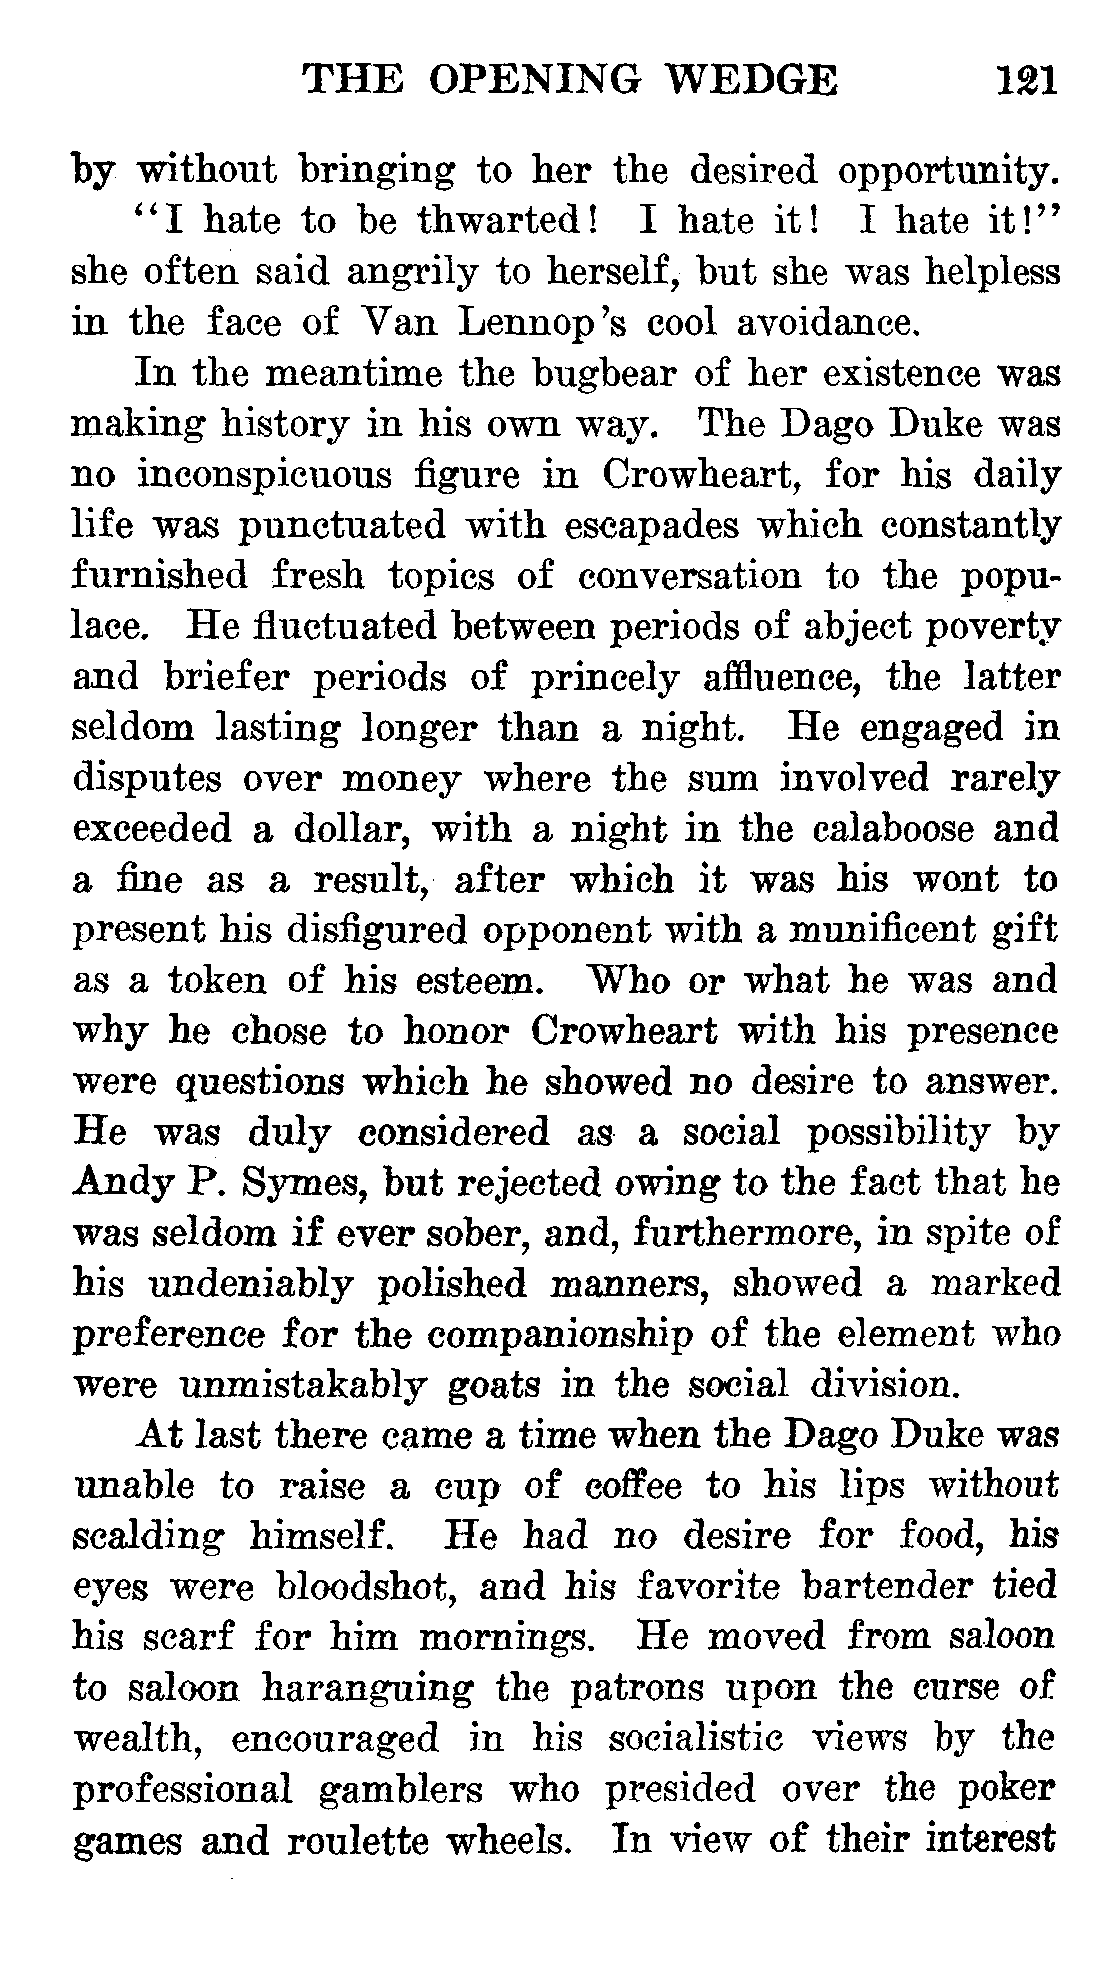 THE OPENING WEDGE 121
by without bringing to her the desired opportunity.
“I hate to be thwarted! I hate it! I hate it!”
she often said angrily to herself, but she was helpless
in the face of Van Lennop's cool avoidance.
In the meantime the bugbear of her existence was
making history in his own way. The Dago Duke was
no inconspicuous figure in Crowheart, for his daily
life was punctuated with escapades which constantly
furnished fresh topics of conversation to the popu-
lace. He fluctuated between periods of abject poverty
and briefer periods of princely affluence, the latter
seldom lasting longer than a night. He engaged in
disputes over money where the sum involved rarely
exceeded a dollar, with a night in the calaboose and
a fine as a result, after which it was his wont to
present his disfigured opponent with a munificent gift
as a token of his esteem. Who or what he was and
why he chose to honor Crowheart with his presence
were questions which he showed no desire to answer.
He was duly considered as a social possibility by
Andy P. Symes, but rejected owing to the fact that he
was seldom if ever sober, and, furthermore, in spite of
his undeniably polished manners, showed a marked
preference for the companionship of the element who
were unmistakably goats in the social division.
At last there came a time when the Dago Duke was
unable to raise a cup of coffee to his lips without
scalding himself. He had no desire for food, his
eyes were bloodshot, and his favorite bartender tied
his scarf for him mornings. He moved from saloon
to saloon haranguing the patrons upon the curse of
wealth, encouraged in his socialistic views by the
professional gamblers who presided over the poker
games and roulette wheels. In view of their interest